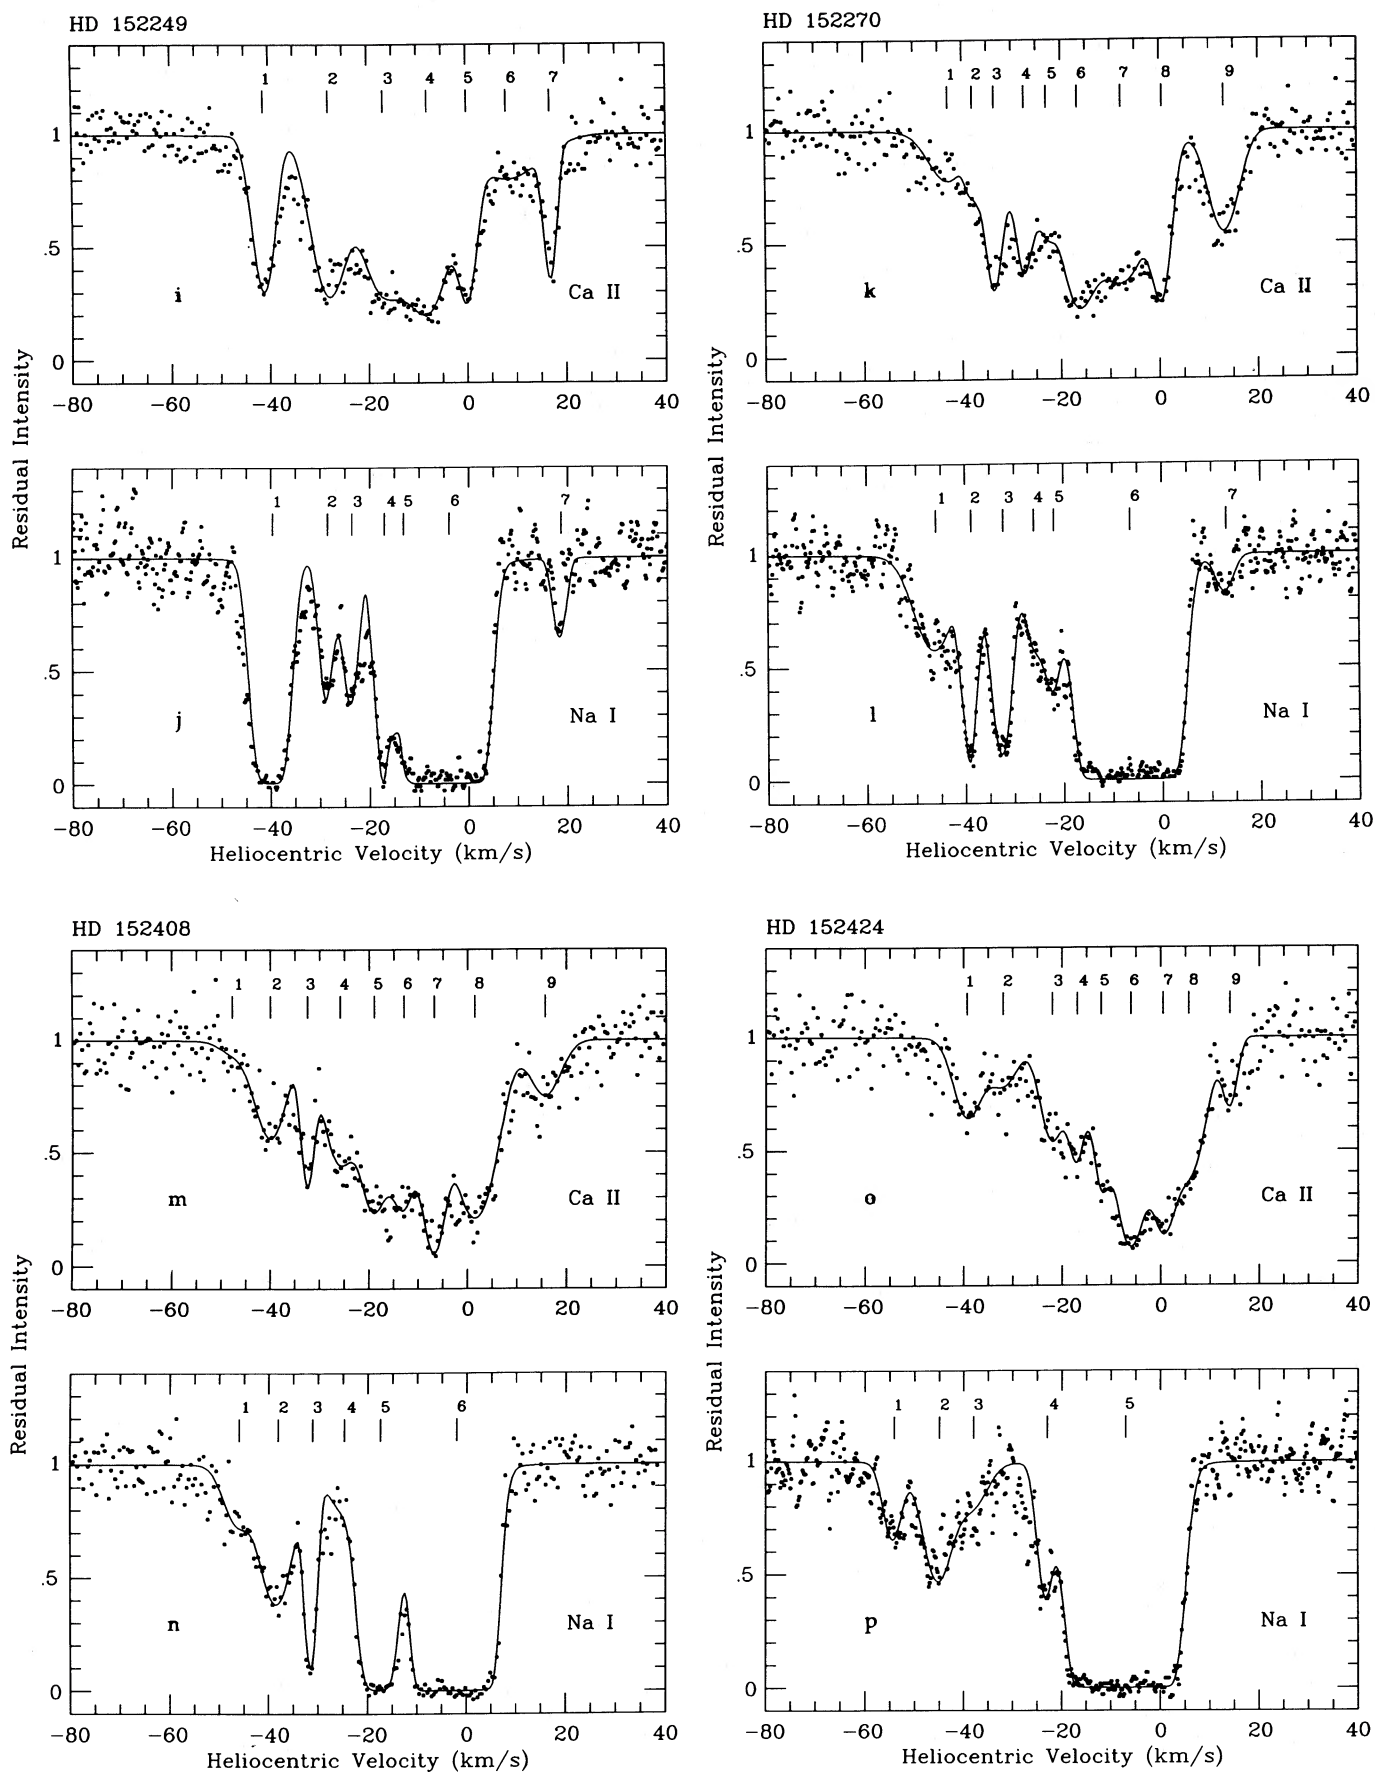 HD 152249
1 2 3 4 5 6 7
1
.5
0
i
Ca II
−80 −60 −40 −20 0 20 40
1 2 3 4 5 6 7
1
.5
0
j
Na I
−80 −60 −40 −20 0 20 40
Heliocentric Velocity (km/s)
Residual Intensity
HD 152270
1 2 3 4 5 6 7 8 9
1
.5
0
k
Ca II
−80 −60 −40 −20 0 20 40
1 2 3 4 5 6 7
1
.5
0
l
Na I
−80 −60 −40 −20 0 20 40
Heliocentric Velocity (km/s)
Residual Intensity
HD 152408
1 2 3 4 5 6 7 8 9
1
.5
0
m
Ca II
−80 −60 −40 −20 0 20 40
1 2 3 4 5 6
1
.5
0
n
Na I
−80 −60 −40 −20 0 20 40
Heliocentric Velocity (km/s)
Residual Intensity
HD 152424
1 2 3 4 5 6 7 8 9
1
.5
0
o
Ca II
−80 −60 −40 −20 0 20 40
1 2 3 4 5
1
.5
0
p
Na I
−80 −60 −40 −20 0 20 40
Heliocentric Velocity (km/s)
Residual Intensity